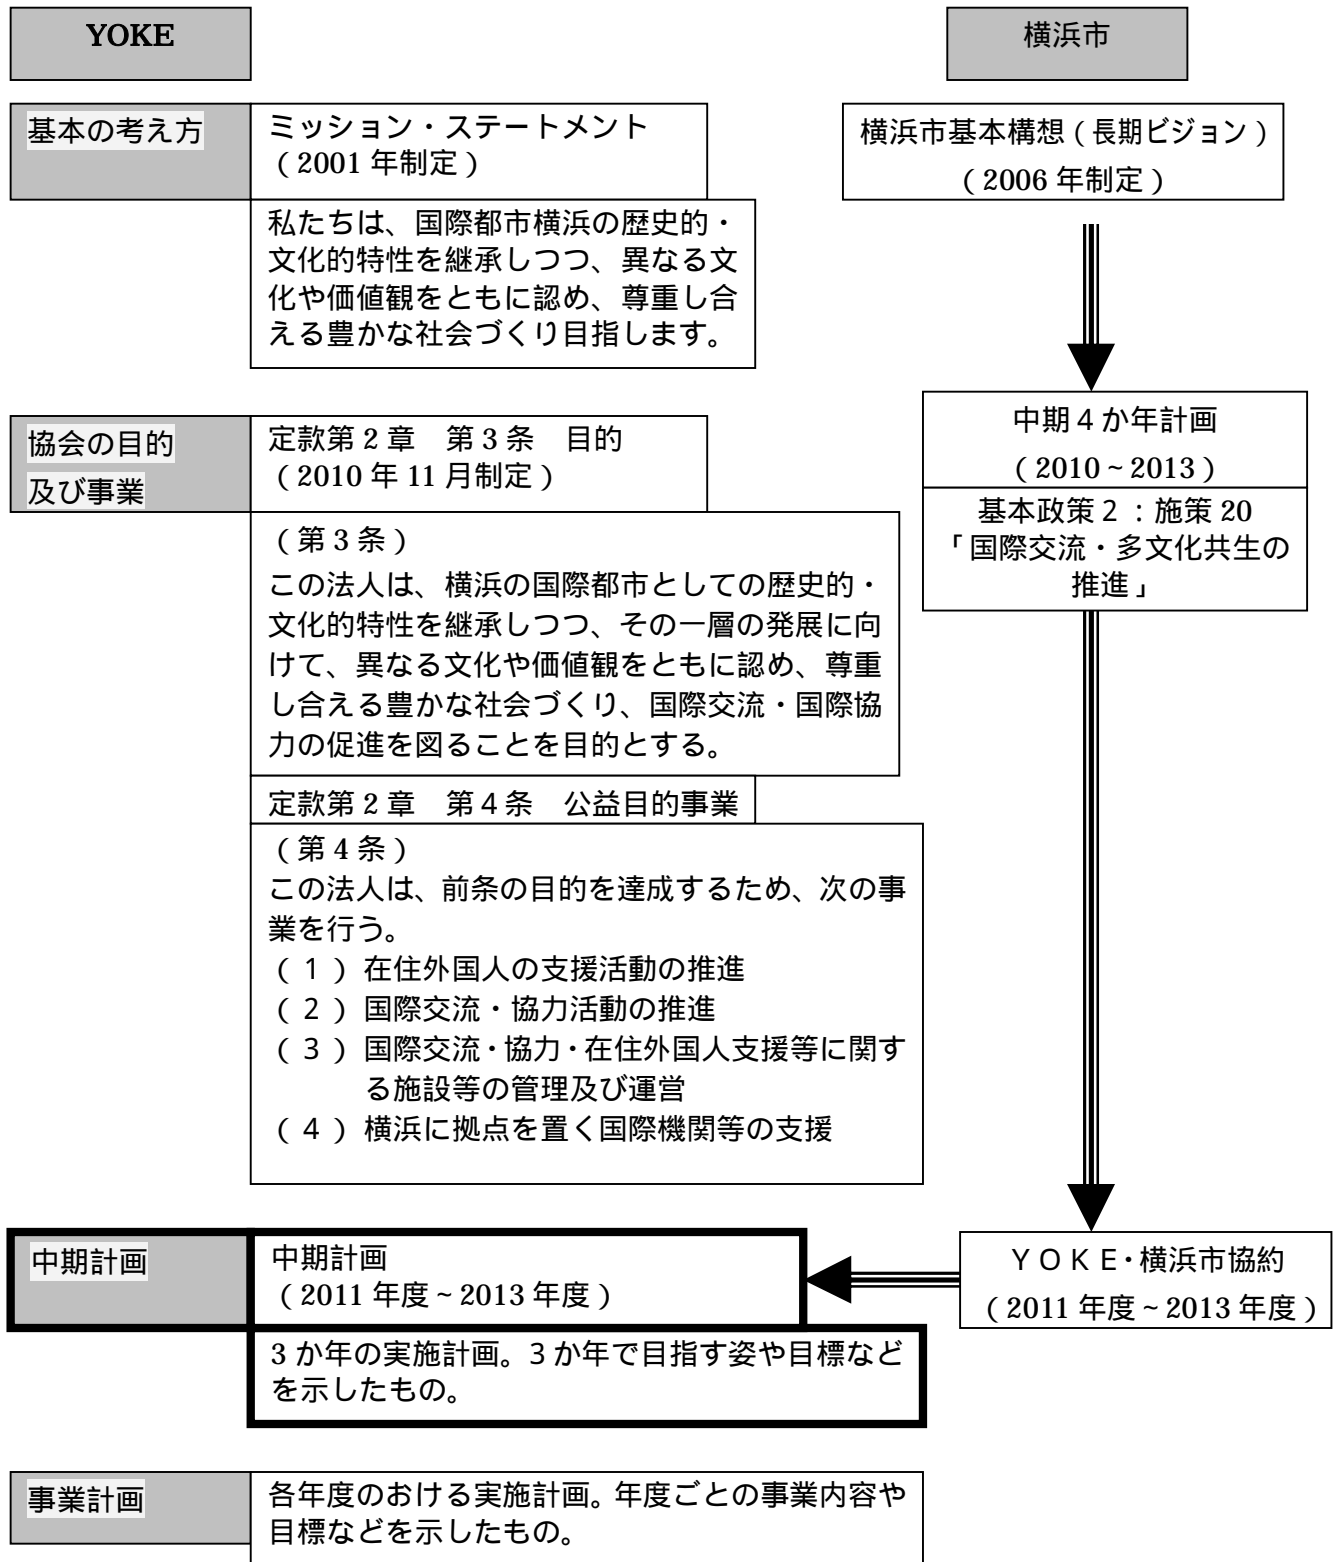 YOKE
横浜市
基本の考え方
ミッション・ステートメント
（2001 年制定）
私たちは、国際都市横浜の歴史的・
文化的特性を継承しつつ、異なる文
化や価値観をともに認め、尊重し合
える豊かな社会づくり目指します。
横浜市基本構想（長期ビジョン）
（2006 年制定）
中期４か年計画
（2010～2013）
基本政策２：施策 20
「国際交流・多文化共生の
推進」
協会の目的
及び事業
定款第２章　第３条　目的
（2010 年 11 月制定）
（第３条）
この法人は、横浜の国際都市としての歴史的・
文化的特性を継承しつつ、その一層の発展に向
けて、異なる文化や価値観をともに認め、尊重
し合える豊かな社会づくり、国際交流・国際協
力の促進を図ることを目的とする。
定款第２章　第４条　公益目的事業
（第４条）
この法人は、前条の目的を達成するため、次の事
業を行う。
（１）在住外国人の支援活動の推進
（２）国際交流・協力活動の推進
（３）国際交流・協力・在住外国人支援等に関す
る施設等の管理及び運営
（４）横浜に拠点を置く国際機関等の支援
中期計画
中期計画
（2011 年度～2013 年度）
3 か年の実施計画。３か年で目指す姿や目標など
を示したもの。
ＹＯＫＥ・横浜市協約
（2011 年度～2013 年度）
事業計画
各年度のおける実施計画。年度ごとの事業内容や
目標などを示したもの。